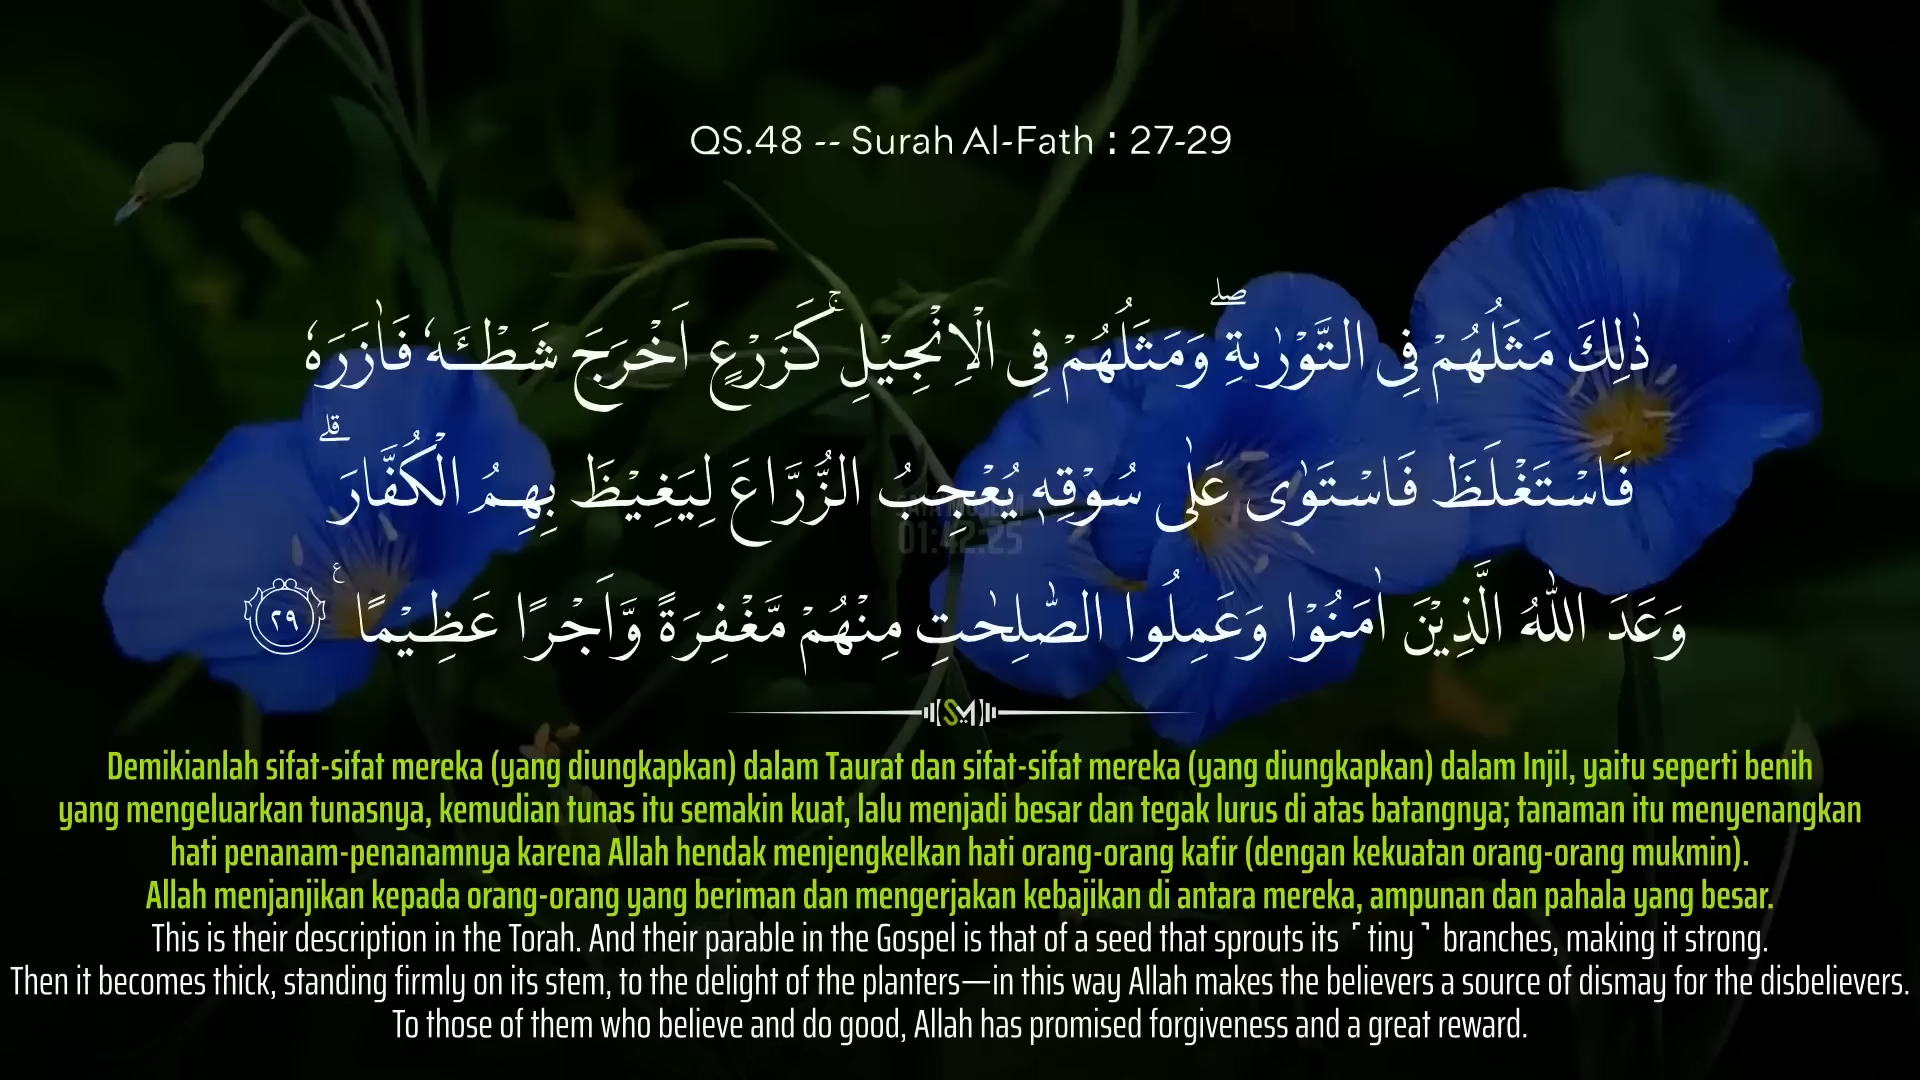 QS.48 -- Surah Al-Fath : 27-29
ذٰلِكَ مَثَلُهُمْ فِى التَّوْرٰىةِ ۖوَمَثَلُهُمْ فِى الْاِنْجِيْلِۚ كَزَرْعٍ اَخْرَجَ شَطْـَٔهٗ فَاٰزَرَهٗ
فَاسْتَغْلَظَ فَاسْتَوٰى عَلٰى سُوْقِهٖ يُعْجِبُ الزُّرَّاعَ لِيَغِيْظَ بِهِمُ الْكُفَّارَ ۗ
وَعَدَ اللّٰهُ الَّذِيْنَ اٰمَنُوْا وَعَمِلُوا الصّٰلِحٰتِ مِنْهُمْ مَّغْفِرَةً وَّاَجْرًا عَظِيْمًا ࣖ ٢٩
01:42:25
SM
Demikianlah sifat-sifat mereka (yang diungkapkan) dalam Taurat dan sifat-sifat mereka (yang diungkapkan) dalam Injil, yaitu seperti benih
yang mengeluarkan tunasnya, kemudian tunas itu semakin kuat, lalu menjadi besar dan tegak lurus di atas batangnya; tanaman itu menyenangkan
hati penanam-penanamnya karena Allah hendak menjengkelkan hati orang-orang kafir (dengan kekuatan orang-orang mukmin).
Allah menjanjikan kepada orang-orang yang beriman dan mengerjakan kebajikan di antara mereka, ampunan dan pahala yang besar.
This is their description in the Torah. And their parable in the Gospel is that of a seed that sprouts its ˹tiny˺ branches, making it strong.
Then it becomes thick, standing firmly on its stem, to the delight of the planters—in this way Allah makes the believers a source of dismay for the disbelievers.
To those of them who believe and do good, Allah has promised forgiveness and a great reward.